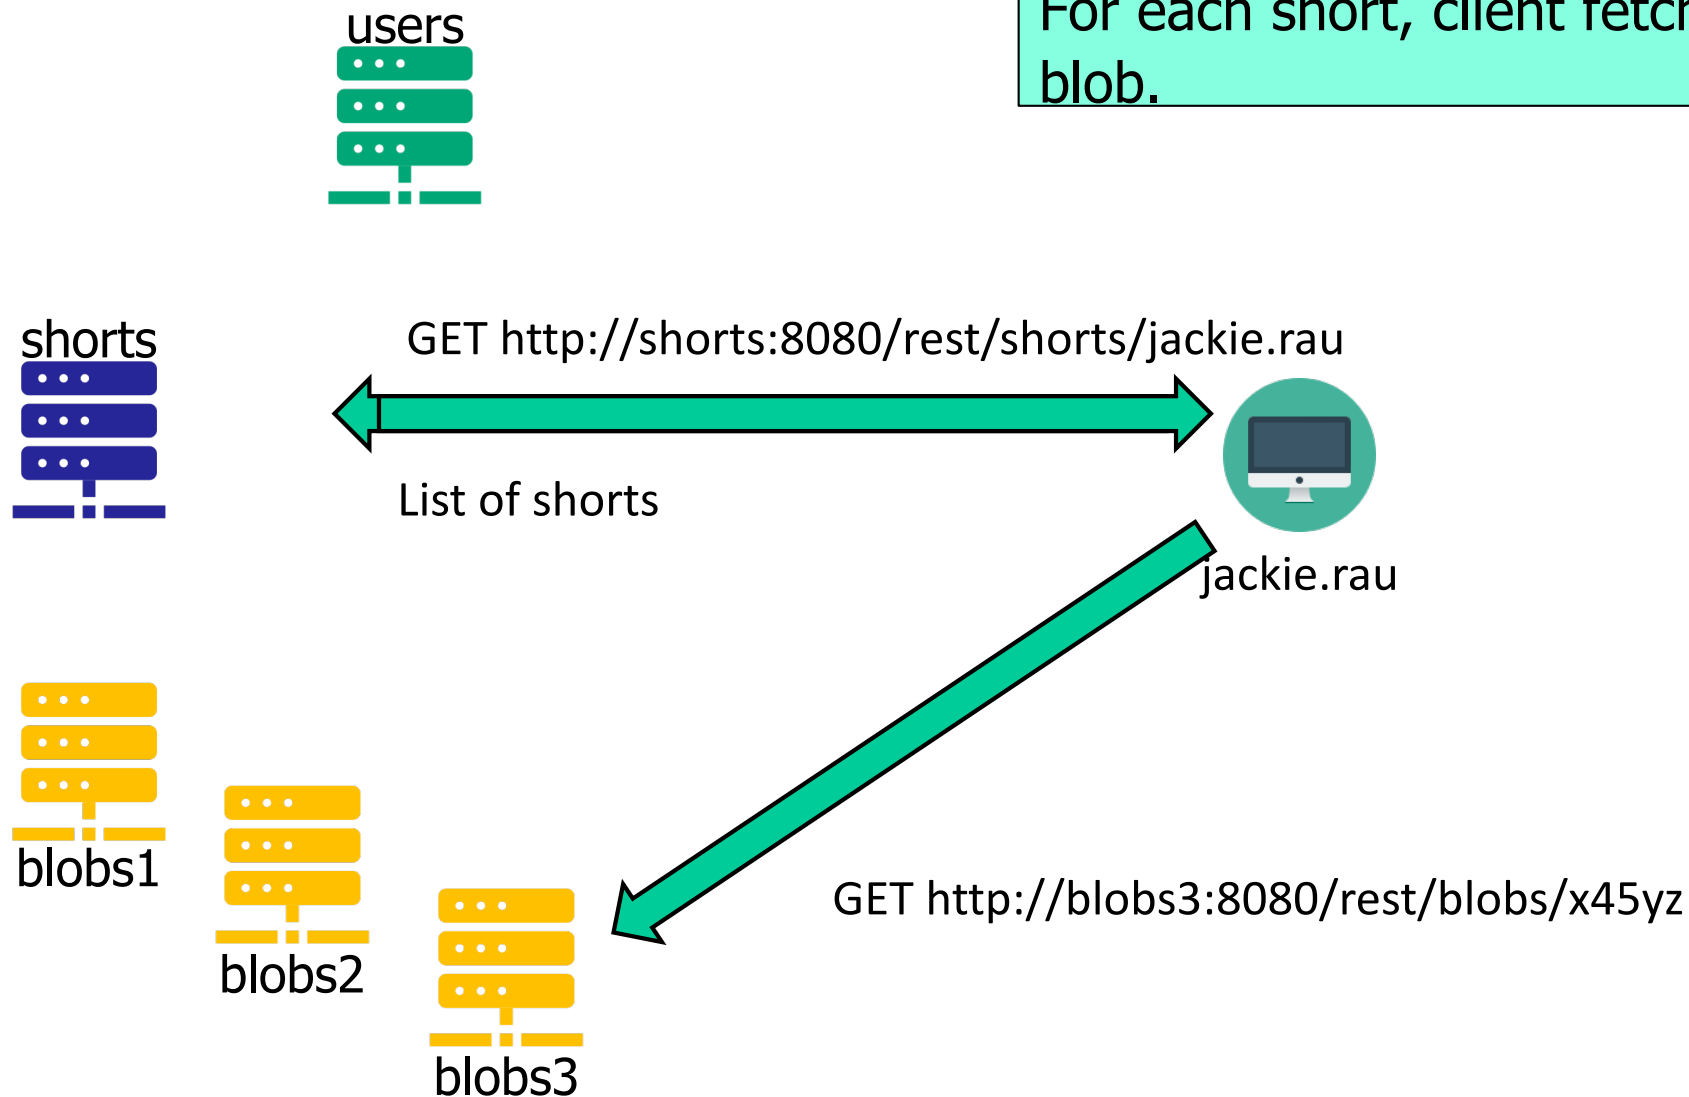 users
For each short, client fetch
blob.
shorts
GET http://shorts:8080/rest/shorts/jackie.rau
List of shorts
jackie.rau
blobs1
GET http://blobs3:8080/rest/blobs/x45yz
blobs2
blobs3